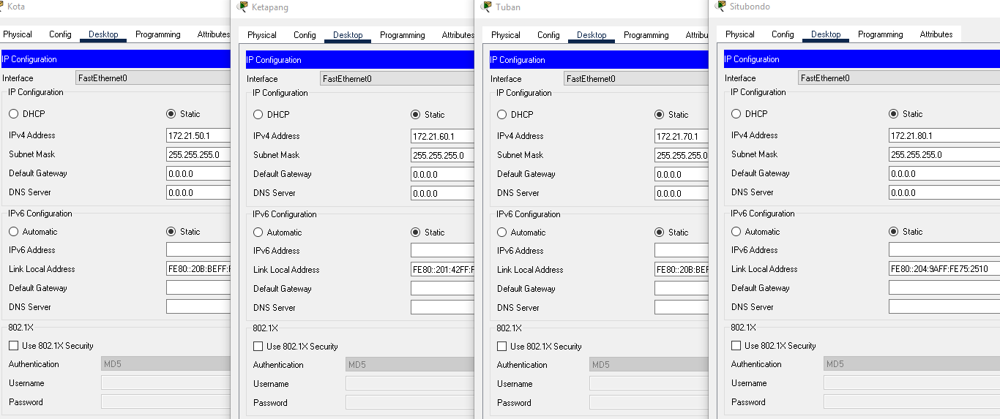 Kota
Physical Config Desktop Programming Attributes
IP Configuration
Interface FastEthernet0
IP Configuration
DHCP Static
IPv4 Address 172.21.50.1
Subnet Mask 255.255.255.0
Default Gateway 0.0.0.0
DNS Server 0.0.0.0
IPv6 Configuration
Automatic Static
IPv6 Address
Link Local Address FE80::20B:BEFF:F
Default Gateway
DNS Server
802.1X
Use 802.1X Security
Authentication MD5
Username
Password
Ketapang
Physical Config Desktop Programming Attributes
IP Configuration
Interface FastEthernet0
IP Configuration
DHCP Static
IPv4 Address 172.21.60.1
Subnet Mask 255.255.255.0
Default Gateway 0.0.0.0
DNS Server 0.0.0.0
IPv6 Configuration
Automatic Static
IPv6 Address
Link Local Address FE80::201:42FF:F
Default Gateway
DNS Server
802.1X
Use 802.1X Security
Authentication MD5
Username
Password
Tuban
Physical Config Desktop Programming Attribu
IP Configuration
Interface FastEthernet0
IP Configuration
DHCP Static
IPv4 Address 172.21.70.1
Subnet Mask 255.255.255.0
Default Gateway 0.0.0.0
DNS Server 0.0.0.0
IPv6 Configuration
Automatic Static
IPv6 Address
Link Local Address FE80::20B:BEF
Default Gateway
DNS Server
802.1X
Use 802.1X Security
Authentication MD5
Username
Password
Situbondo
Physical Config Desktop Programming Attributes
IP Configuration
Interface FastEthernet0
IP Configuration
DHCP Static
IPv4 Address 172.21.80.1
Subnet Mask 255.255.255.0
Default Gateway 0.0.0.0
DNS Server 0.0.0.0
IPv6 Configuration
Automatic Static
IPv6 Address
Link Local Address FE80::204:9AFF:FE75:2510
Default Gateway
DNS Server
802.1X
Use 802.1X Security
Authentication MD5
Username
Password